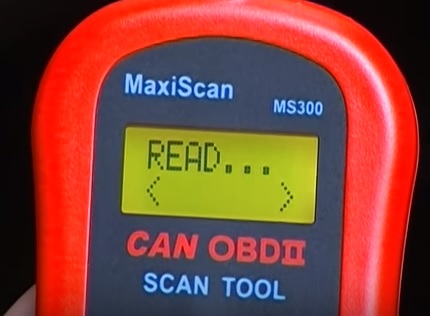 MaxiScan
MS300
READ...
< >
CAN OBDII
SCAN TOOL